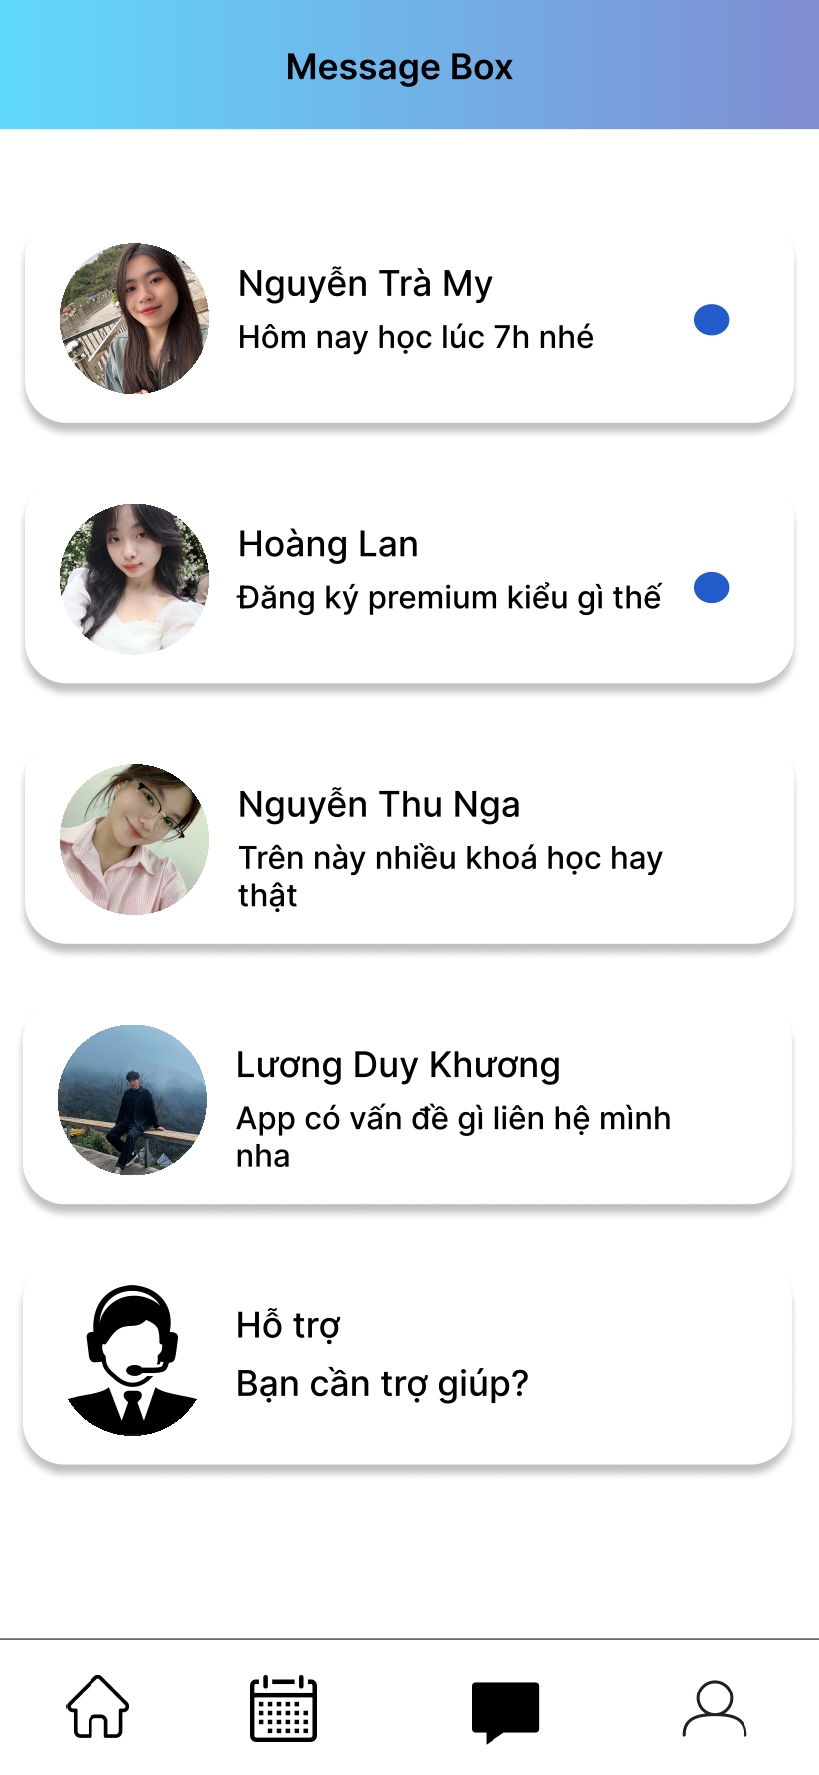 Message Box
Nguyễn Trà My
Hôm nay học lúc 7h nhé
Hoàng Lan
Đăng ký premium kiểu gì thế
Nguyễn Thu Nga
Trên này nhiều khoá học hay
thật
Lương Duy Khương
App có vấn đề gì liên hệ mình
nha
Hỗ trợ
Bạn cần trợ giúp?